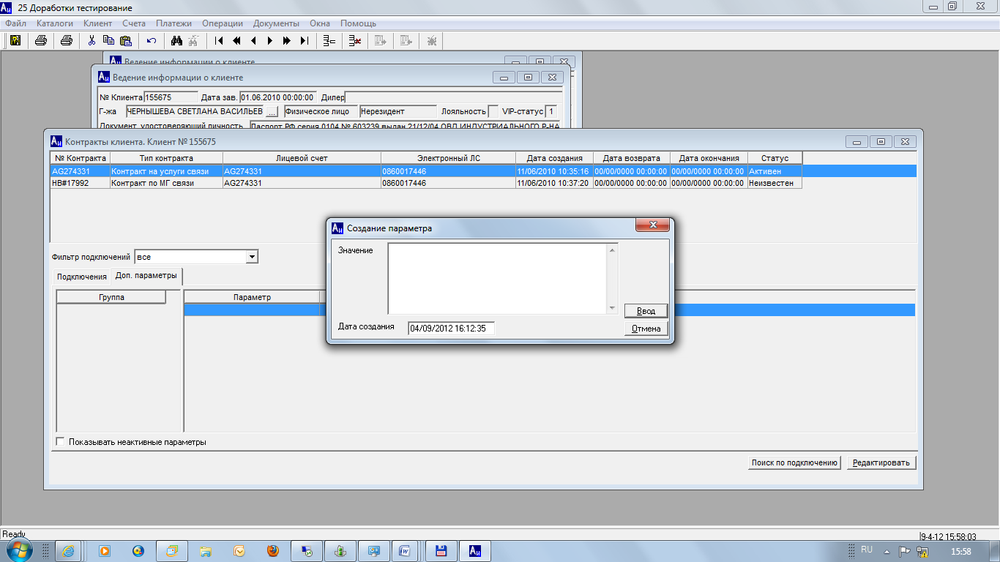 25 Доработки тестирование
Файл Каталоги Клиент Счета Платежи Операции Документы Окна Помощь
Ведение информации о клиенте
Ведение информации о клиенте
№ Клиента 155675 Дата зав. 01.06.2010 00:00:00 Дилер
Г-жа ЧЕРНЫШЕВА СВЕТЛАНА ВАСИЛЬЕВ ... Физическое лицо Нерезидент Лояльность VIP-статус 1
Документ, удостоверяющий личность Паспорт РФ серия 0104 № 603239 выдан 21/12/04 ОВД ИНДУСТРИАЛЬНОГО Р-НА
Контракты клиента. Клиент № 155675
№ Контракта Тип контракта Лицевой счет Электронный ЛС Дата создания Дата возврата Дата окончания Статус
AG274331 Контракт на услуги связи AG274331 0860017446 11/06/2010 10:35:16 00/00/0000 00:00:00 00/00/0000 00:00:00 Активен
HB#17992 Контракт по МГ связи AG274331 0860017446 11/06/2010 10:37:20 00/00/0000 00:00:00 00/00/0000 00:00:00 Неизвестен
Создание параметра
Значение
Фильтр подключений все
Подключения Доп. параметры
Группа Параметр
Ввод
Дата создания 04/09/2012 16:12:35
Отмена
Показывать неактивные параметры
Поиск по подключению Редактировать
Ready
9-4-12 15:58:03
RU 15:58